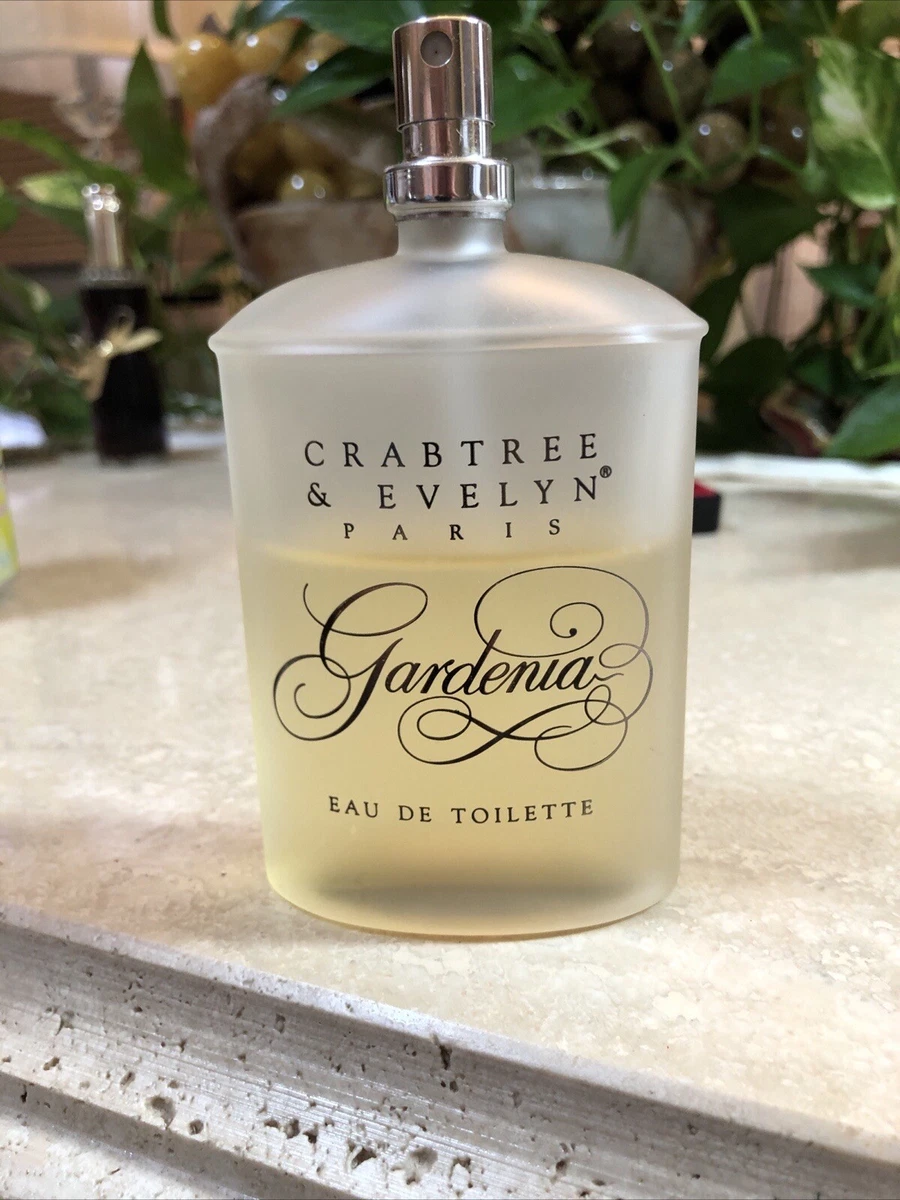 CRABTREE
& EVELYN®
PARIS
Gardenia
EAU DE TOILETTE